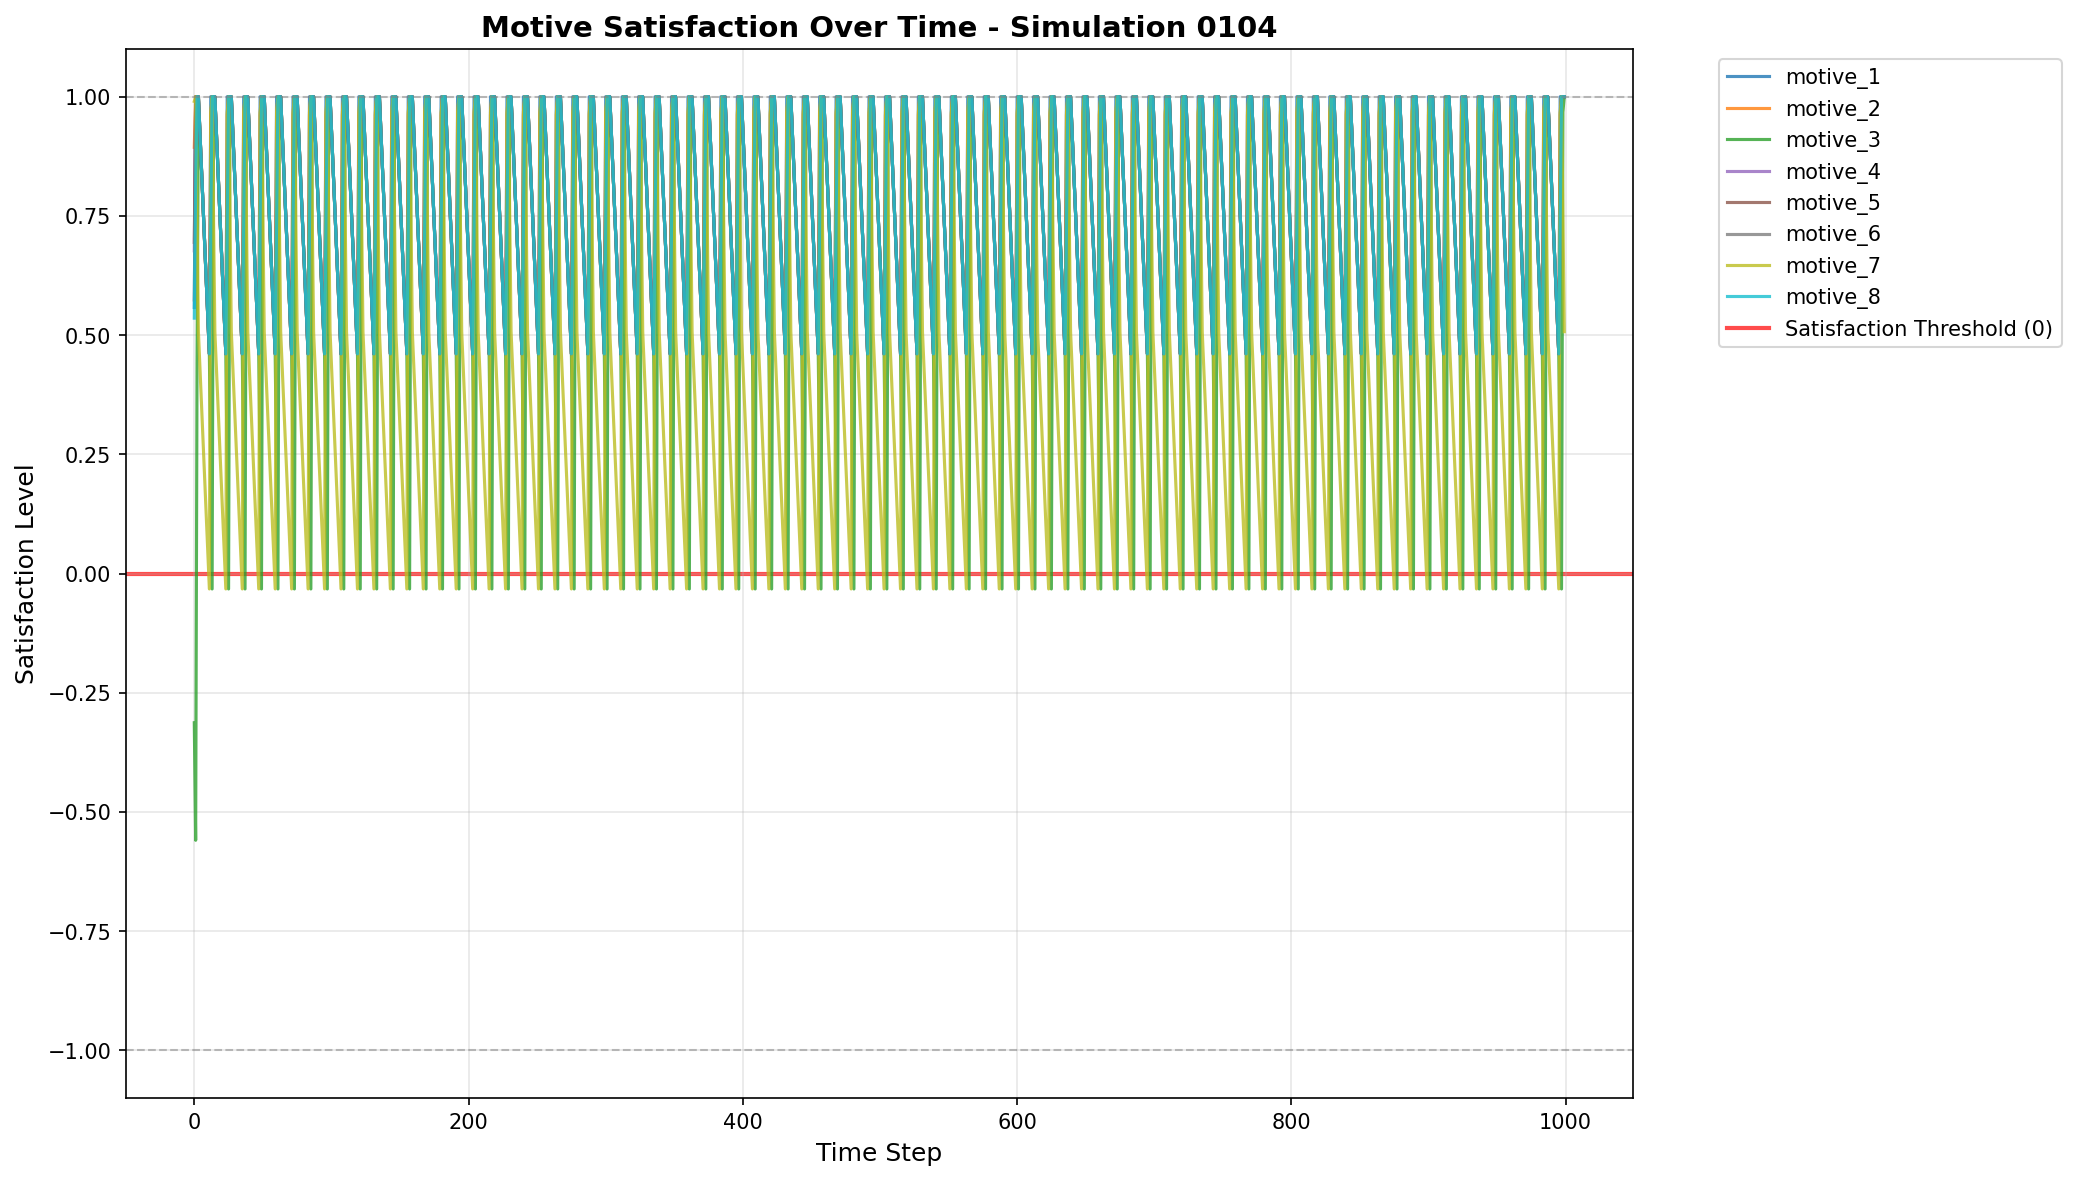 Motive Satisfaction Over Time - Simulation 0104
1.00
0.75
0.50
0.25
0.00
−0.25
−0.50
−0.75
−1.00
Satisfaction Level
0
200
400
600
800
1000
Time Step
motive_1
motive_2
motive_3
motive_4
motive_5
motive_6
motive_7
motive_8
Satisfaction Threshold (0)